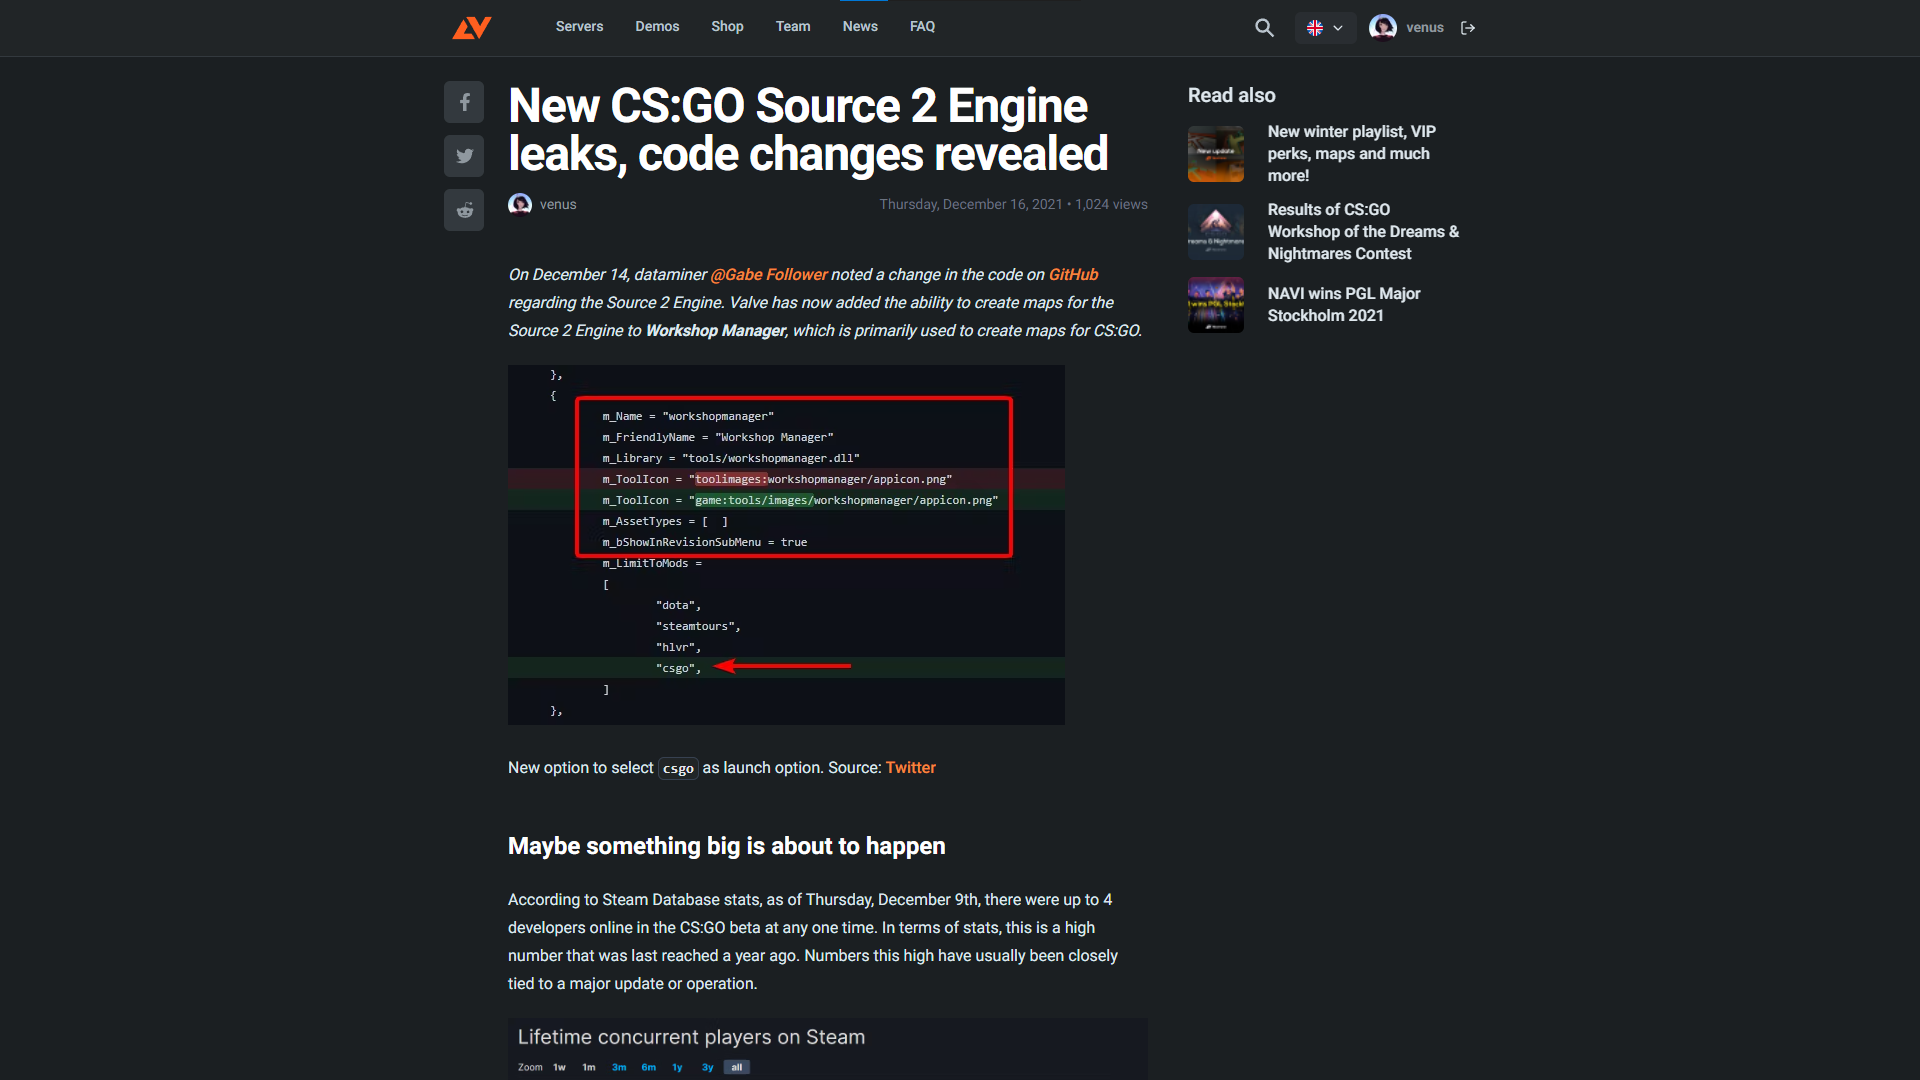 Servers Demos Shop Team News FAQ
venus
New CS:GO Source 2 Engine
leaks, code changes revealed
venus
Thursday, December 16, 2021 • 1,024 views
On December 14, dataminer @Gabe Follower noted a change in the code on GitHub
regarding the Source 2 Engine. Valve has now added the ability to create maps for the
Source 2 Engine to Workshop Manager, which is primarily used to create maps for CS:GO.
},
{
m_Name = "workshopmanager"
m_FriendlyName = "Workshop Manager"
m_Library = "tools/workshopmanager.dll"
m_ToolIcon = "toolimages:workshopmanager/appicon.png"
m_ToolIcon = "game:tools/images/workshopmanager/appicon.png"
m_AssetTypes = [  ]
m_bShowInRevisionSubMenu = true
m_LimitToMods =
[
"dota",
"steamtours",
"hlvr",
"csgo",
]
},
New option to select csgo as launch option. Source: Twitter
Maybe something big is about to happen
According to Steam Database stats, as of Thursday, December 9th, there were up to 4
developers online in the CS:GO beta at any one time. In terms of stats, this is a high
number that was last reached a year ago. Numbers this high have usually been closely
tied to a major update or operation.
Lifetime concurrent players on Steam
Zoom 1w 1m 3m 6m 1y 3y all
Read also
New update
New winter playlist, VIP
perks, maps and much
more!
Results of CS:GO
Workshop of the Dreams &
Nightmares Contest
NAVI wins PGL Major
Stockholm 2021